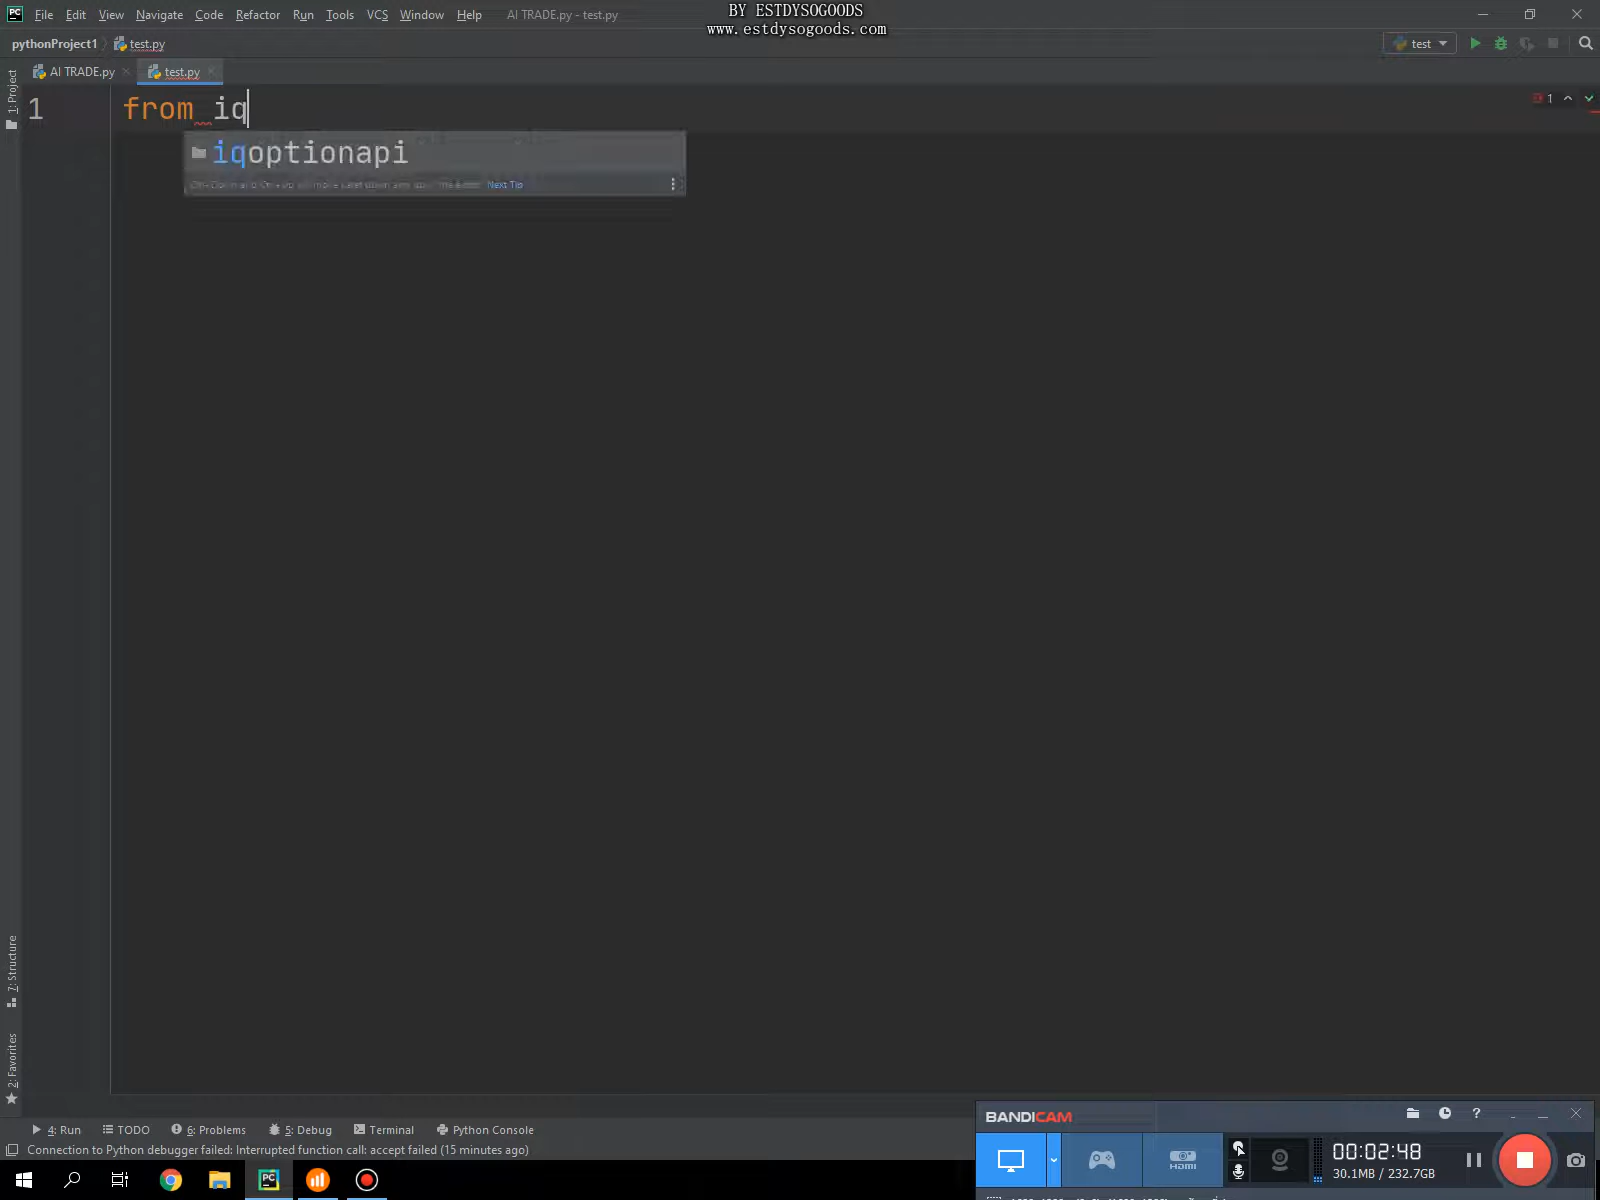 BY ESTDYSOGOODS
www.estdysogoods.com
PC File Edit View Navigate Code Refactor Run Tools VCS Window Help AI TRADE.py - test.py
pythonProject1 test.py
test
AI TRADE.py test.py
1: Project
1 from iq
1
iqoptionapi
Next Tip
7: Structure
2: Favorites
4: Run TODO 6: Problems 5: Debug Terminal Python Console
Connection to Python debugger failed: Interrupted function call: accept failed (15 minutes ago)
BANDICAM
?
HDMI
00:02:48
30.1MB / 232.7GB
PC